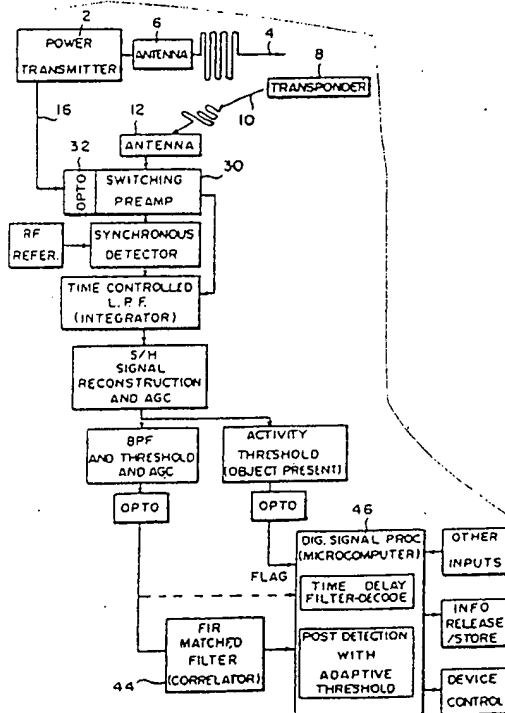 2
POWER
TRANSMITTER
6
ANTENNA
4
8
TRANSPONDER
10
16
12
ANTENNA
32
OPTO
SWITCHING
PREAMP
30
RF
REFER.
SYNCHRONOUS
DETECTOR
TIME CONTROLLED
L.P.F.
(INTEGRATOR)
S/H
SIGNAL
RECONSTRUCTION
AND AGC
BPF
AND THRESHOLD
AND AGC
ACTIVITY
THRESHOLD
(OBJECT PRESENT)
OPTO
OPTO
46
DIG. SIGNAL PROC
(MICROCOMPUTER)
OTHER
INPUTS
FLAG
TIME DELAY
FILTER-DECODE
INFO
RELEASE
/STORE
FIR
MATCHED
FILTER
(CORRELATOR)
44
POST DETECTION
WITH
ADAPTIVE
THRESHOLD
DEVICE
CONTROL